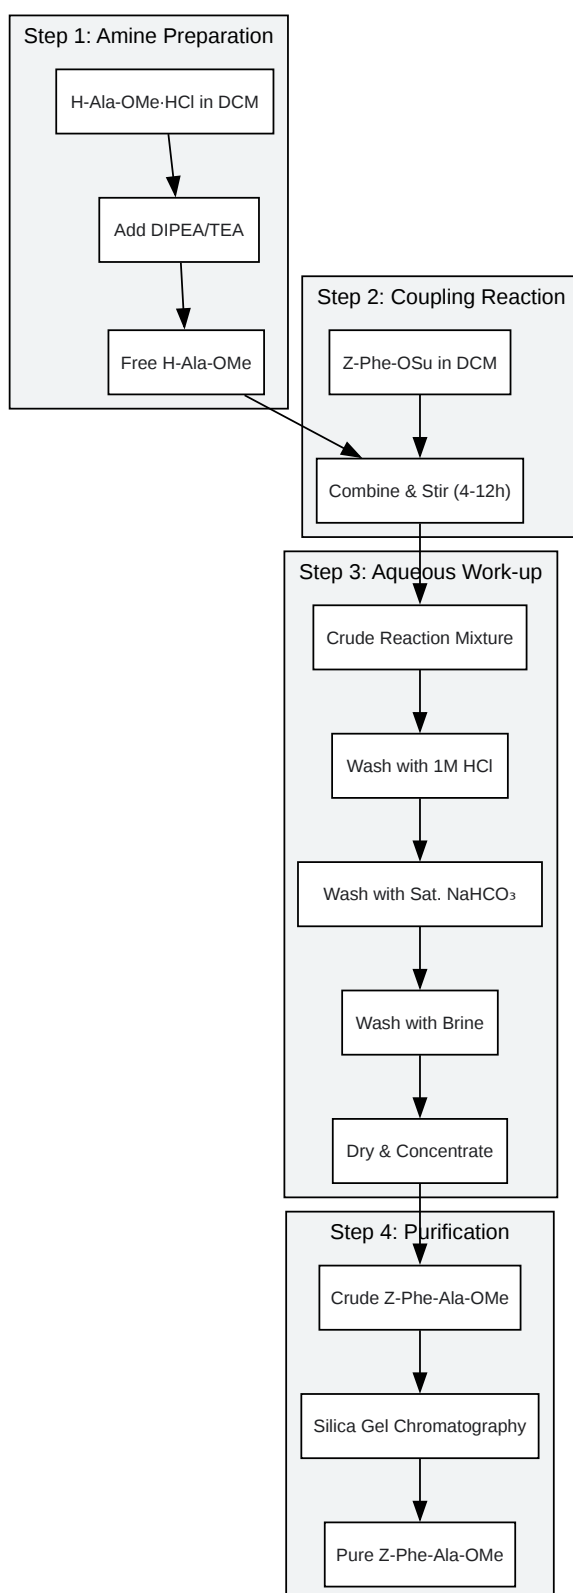 Step 1: Amine Preparation
H-Ala-OMe·HCl in DCM
Add DIPEA/TEA
Free H-Ala-OMe
Step 2: Coupling Reaction
Z-Phe-OSu in DCM
Combine & Stir (4-12h)
Step 3: Aqueous Work-up
Crude Reaction Mixture
Wash with 1M HCl
Wash with Sat. NaHCO₃
Wash with Brine
Dry & Concentrate
Step 4: Purification
Crude Z-Phe-Ala-OMe
Silica Gel Chromatography
Pure Z-Phe-Ala-OMe